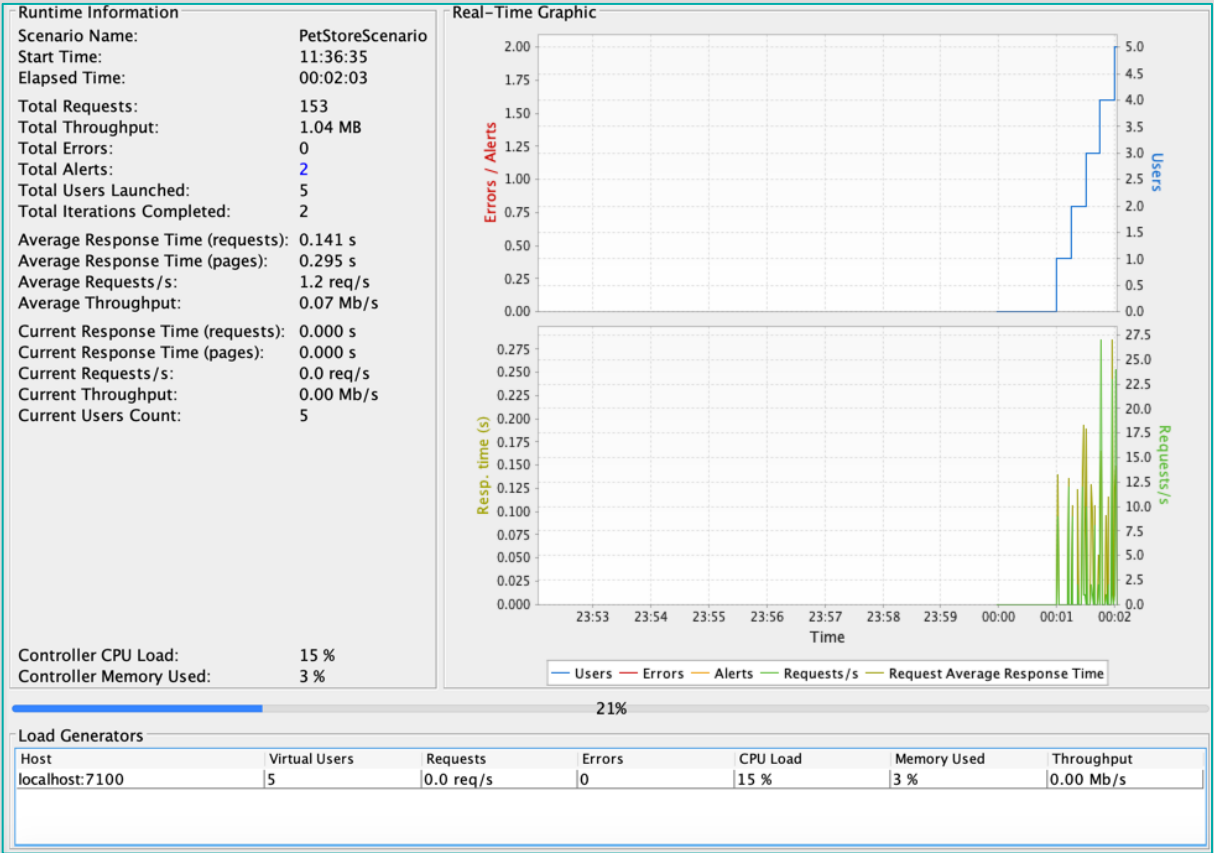 Runtime Information
Scenario Name: PetStoreScenario
Start Time: 11:36:35
Elapsed Time: 00:02:03
Total Requests: 153
Total Throughput: 1.04 MB
Total Errors: 0
Total Alerts: 2
Total Users Launched: 5
Total Iterations Completed: 2
Average Response Time (requests): 0.141 s
Average Response Time (pages): 0.295 s
Average Requests/s: 1.2 req/s
Average Throughput: 0.07 Mb/s
Current Response Time (requests): 0.000 s
Current Response Time (pages): 0.000 s
Current Requests/s: 0.0 req/s
Current Throughput: 0.00 Mb/s
Current Users Count: 5
Controller CPU Load: 15 %
Controller Memory Used: 3 %
Real-Time Graphic
Errors / Alerts
2.00
1.75
1.50
1.25
1.00
0.75
0.50
0.25
0.00
5.0
4.5
4.0
3.5
3.0
2.5
2.0
1.5
1.0
0.5
0.0
Users
Resp. time (s)
0.275
0.250
0.225
0.200
0.175
0.150
0.125
0.100
0.075
0.050
0.025
0.000
27.5
25.0
22.5
20.0
17.5
15.0
12.5
10.0
7.5
5.0
2.5
0.0
Requests/s
23:53 23:54 23:55 23:56 23:57 23:58 23:59 00:00 00:01 00:02
Time
Users Errors Alerts Requests/s Request Average Response Time
21%
Load Generators
Host Virtual Users Requests Errors CPU Load Memory Used Throughput
localhost:7100 5 0.0 req/s 0 15 % 3 % 0.00 Mb/s